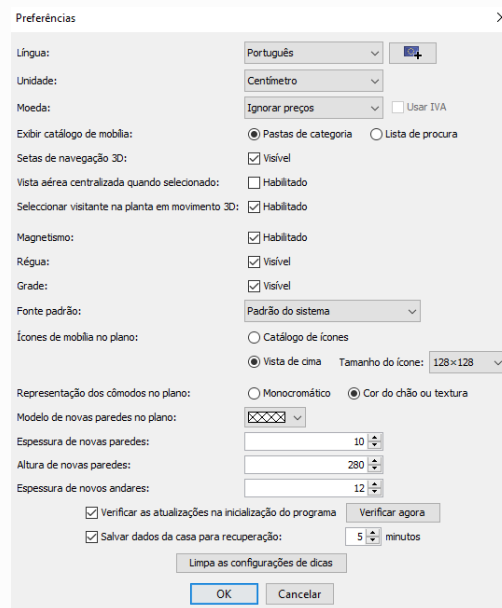 Preferências
Língua: Português
Unidade: Centímetro
Moeda: Ignorar preços Usar IVA
Exibir catálogo de mobília: Pastas de categoria Lista de procura
Setas de navegação 3D: Visível
Vista aérea centralizada quando selecionado: Habilitado
Seleccionar visitante na planta em movimento 3D: Habilitado
Magnetismo: Habilitado
Régua: Visível
Grade: Visível
Fonte padrão: Padrão do sistema
Ícones de mobília no plano: Catálogo de ícones
Vista de cima Tamanho do ícone: 128×128
Representação dos cômodos no plano: Monocromático Cor do chão ou textura
Modelo de novas paredes no plano:
Espessura de novas paredes: 10
Altura de novas paredes: 280
Espessura de novos andares: 12
Verificar as atualizações na inicialização do programa Verificar agora
Salvar dados da casa para recuperação: 5 minutos
Limpa as configurações de dicas
OK Cancelar